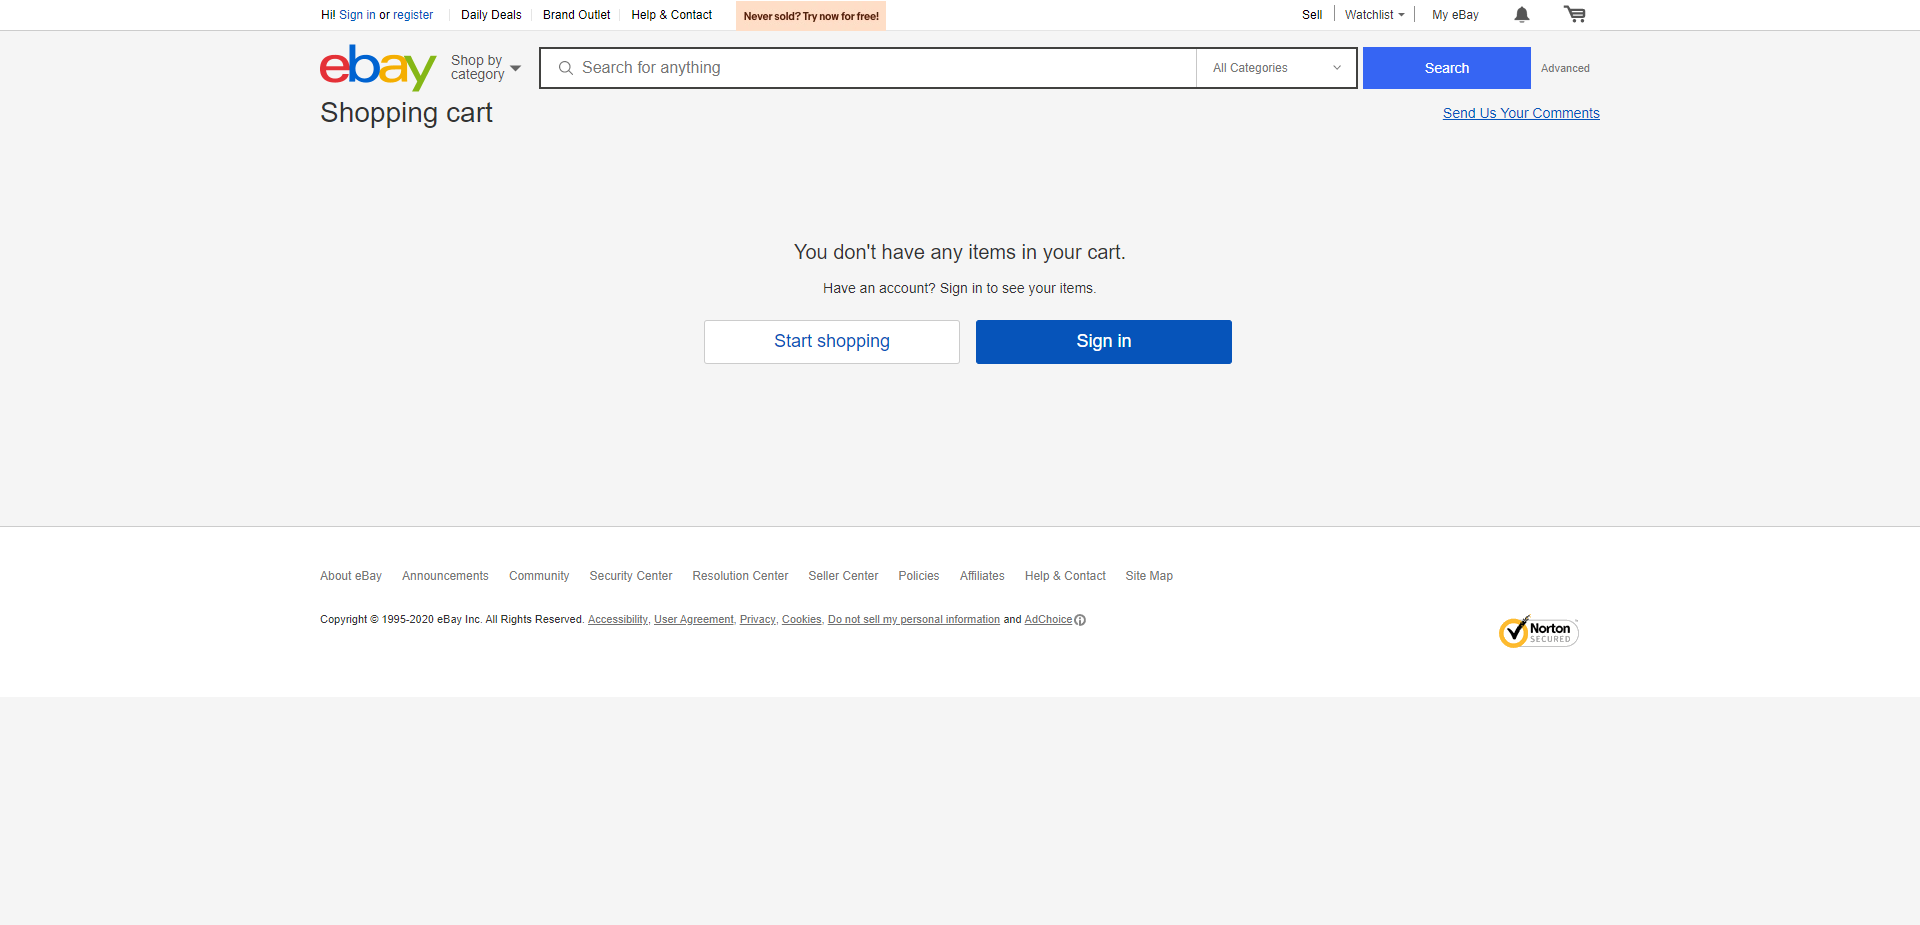 Hi! Sign in or register Daily Deals Brand Outlet Help & Contact Never sold? Try now for free! Sell Watchlist My eBay
ebay Shop by category Search for anything All Categories Search Advanced
Shopping cart Send Us Your Comments
You don't have any items in your cart.
Have an account? Sign in to see your items.
Start shopping Sign in
About eBay Announcements Community Security Center Resolution Center Seller Center Policies Affiliates Help & Contact Site Map
Copyright © 1995-2020 eBay Inc. All Rights Reserved. Accessibility, User Agreement, Privacy, Cookies, Do not sell my personal information and AdChoice
Norton
SECURED